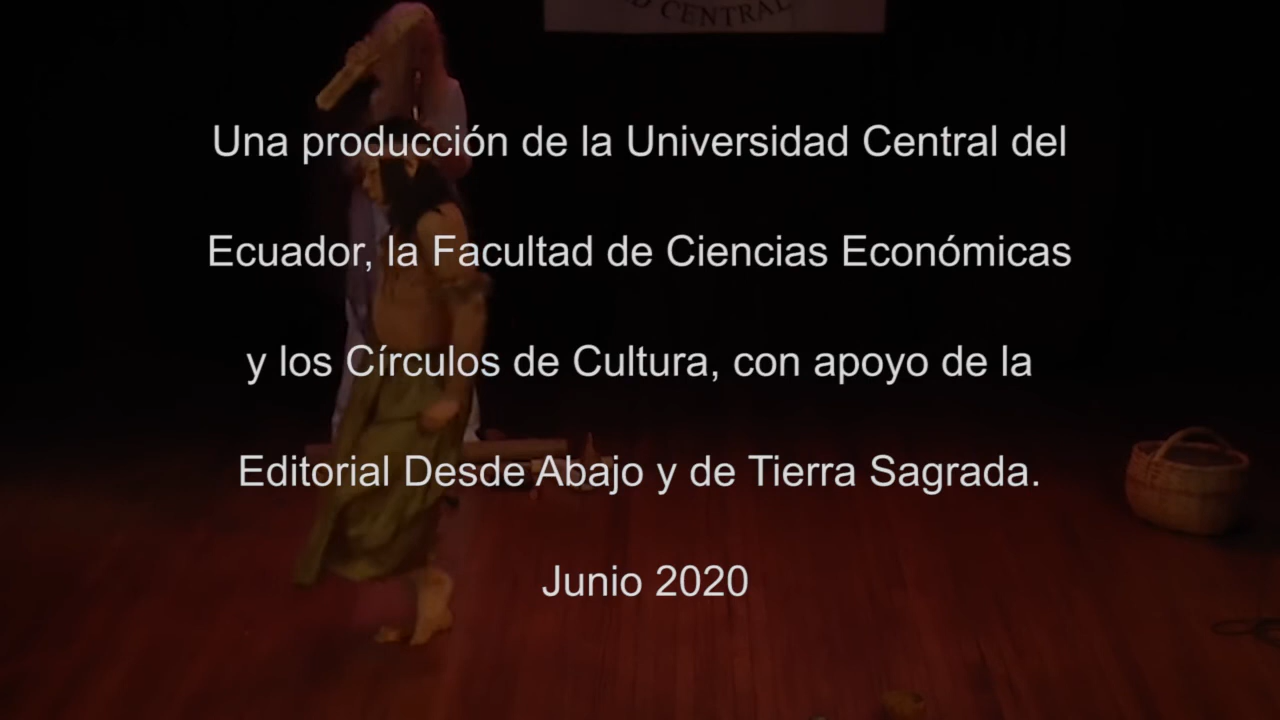 D CENTRAL
Una producción de la Universidad Central del
Ecuador, la Facultad de Ciencias Económicas
y los Círculos de Cultura, con apoyo de la
Editorial Desde Abajo y de Tierra Sagrada.
Junio 2020